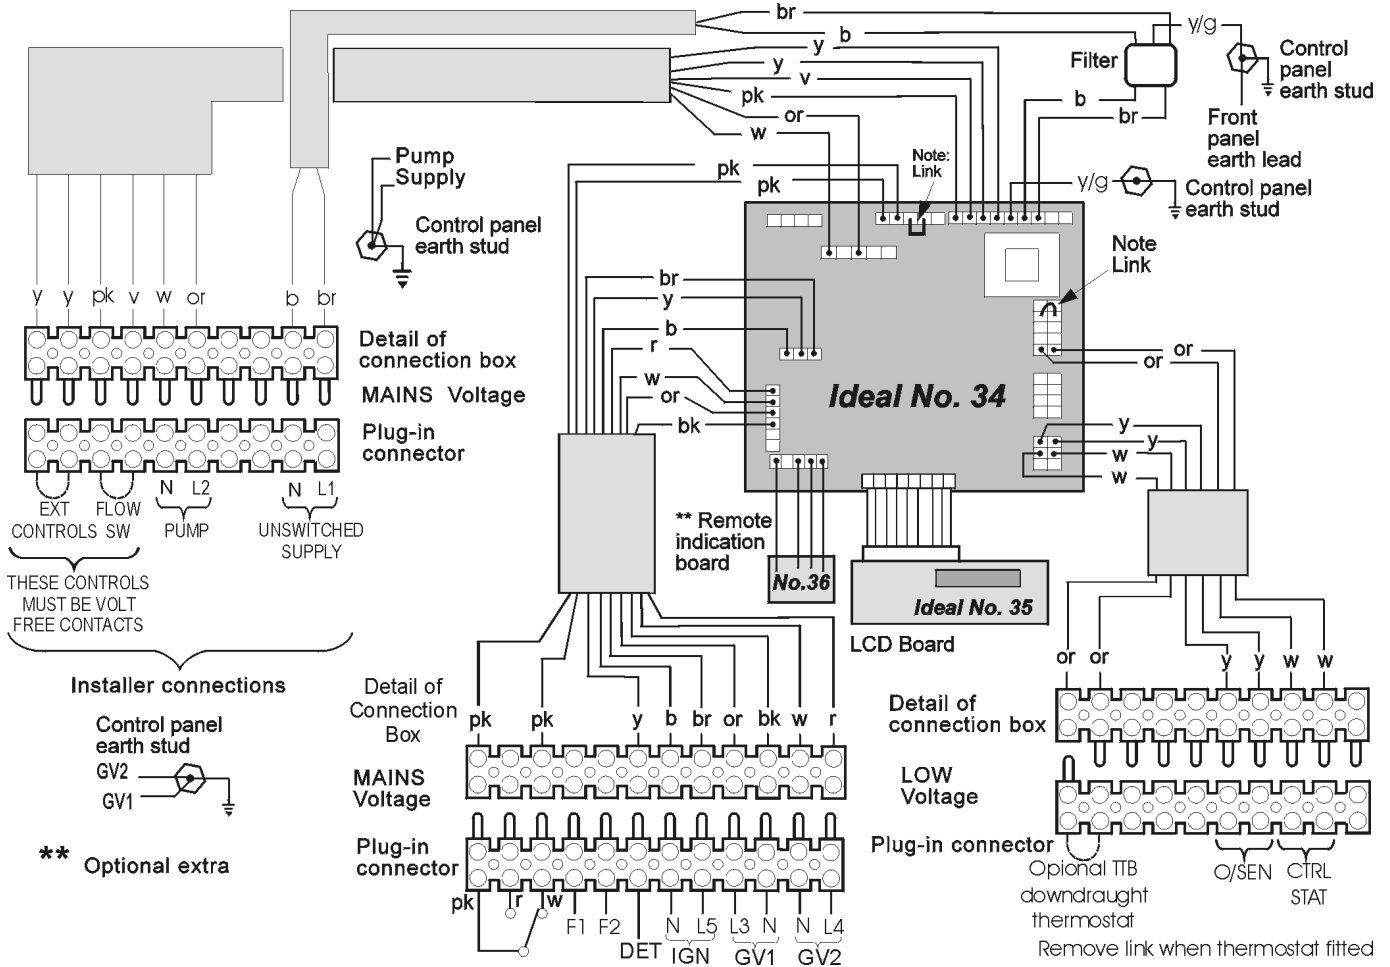 br
b
y/g
Filter
Control
panel
earth stud
y
y
v
pk
or
w
b
br
Front
panel
earth lead
Pump
Supply
pk
pk
Note:
Link
y/g
Control panel
earth stud
Control panel
earth stud
Note
Link
y y pk v w or b br
br
y
b
r
w
or
bk
Ideal No. 34
or
or
y
y
w
w
Detail of
connection box
MAINS Voltage
Plug-in
connector
EXT
CONTROLS
FLOW
SW
N L2
PUMP
N L1
UNSWITCHED
SUPPLY
THESE CONTROLS
MUST BE VOLT
FREE CONTACTS
Installer connections
** Remote
indication
board
No.36
Ideal No. 35
LCD Board
Control panel
earth stud
GV2
GV1
** Optional extra
Detail of
Connection
Box
pk pk y b br or bk w r
MAINS
Voltage
Plug-in
connector
pk r w
F1 F2 DET
N L5
IGN
L3 N
GV1
N L4
GV2
or or y y w w
Detail of
connection box
LOW
Voltage
Plug-in connector
Opional TTB
downdraught
thermostat
O/SEN
CTRL
STAT
Remove link when thermostat fitted